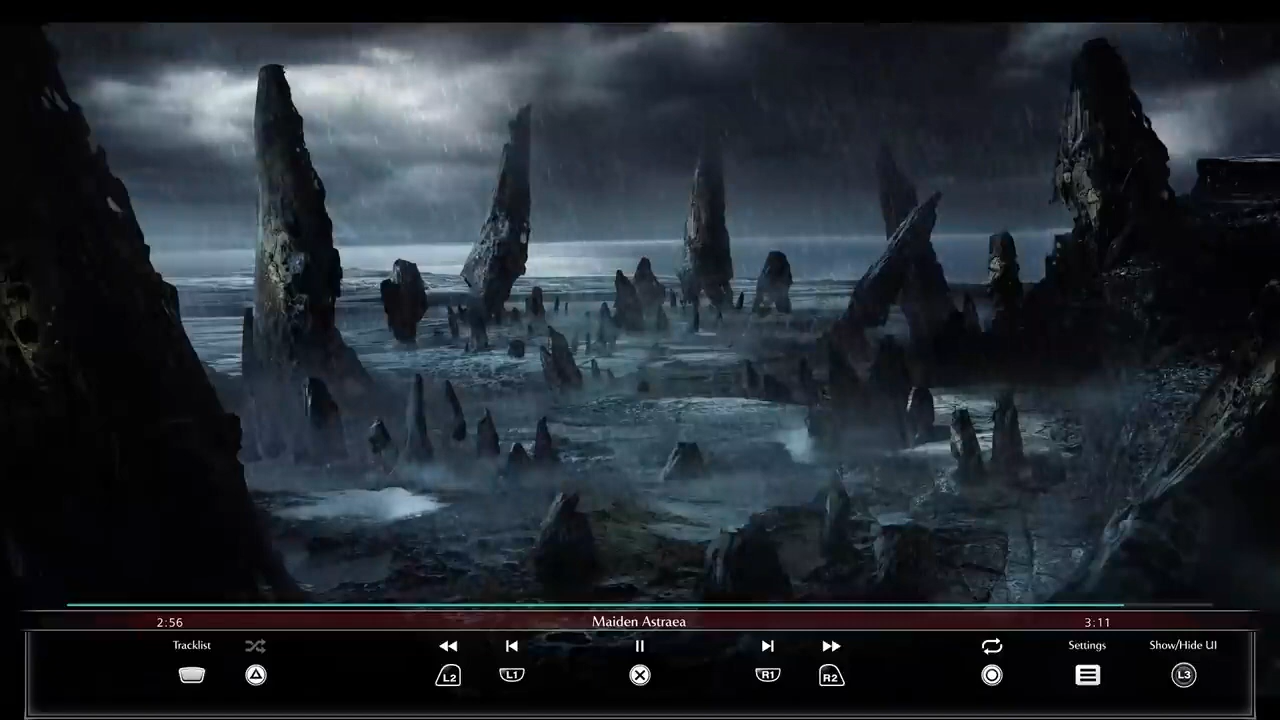 2:56 Maiden Astraea 3:11
Tracklist Settings Show/Hide UI
L2 L1 R1 R2 L3